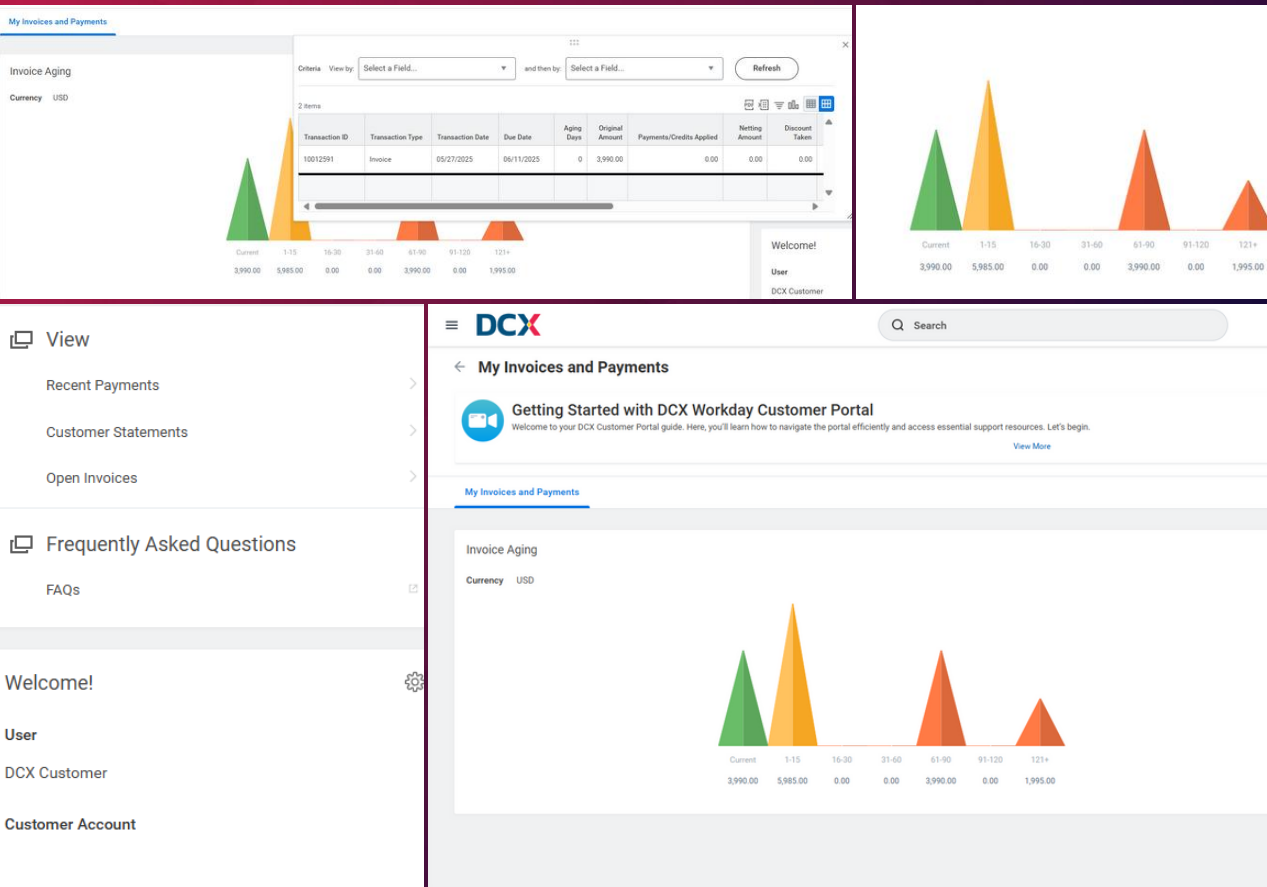 My Invoices and Payments
Invoice Aging
Currency USD
Criteria View by: Select a Field... and then by: Select a Field... Refresh
2 items
Transaction ID Transaction Type Transaction Date Due Date Aging Days Original Amount Payments/Credits Applied Netting Amount Discount Taken
10012591 Invoice 05/27/2025 06/11/2025 0 3,990.00 0.00 0.00 0.00
Current 1-15 16-30 31-60 61-90 91-120 121+
3,990.00 5,985.00 0.00 0.00 3,990.00 0.00 1,995.00
Welcome!
User
DCX Customer
Current 1-15 16-30 31-60 61-90 91-120 121+
3,990.00 5,985.00 0.00 0.00 3,990.00 0.00 1,995.00
View
Recent Payments
Customer Statements
Open Invoices
Frequently Asked Questions
FAQs
Welcome!
User
DCX Customer
Customer Account
DCX
Search
My Invoices and Payments
Getting Started with DCX Workday Customer Portal
Welcome to your DCX Customer Portal guide. Here, you'll learn how to navigate the portal efficiently and access essential support resources. Let's begin.
View More
My Invoices and Payments
Invoice Aging
Currency USD
Current 1-15 16-30 31-60 61-90 91-120 121+
3,990.00 5,985.00 0.00 0.00 3,990.00 0.00 1,995.00